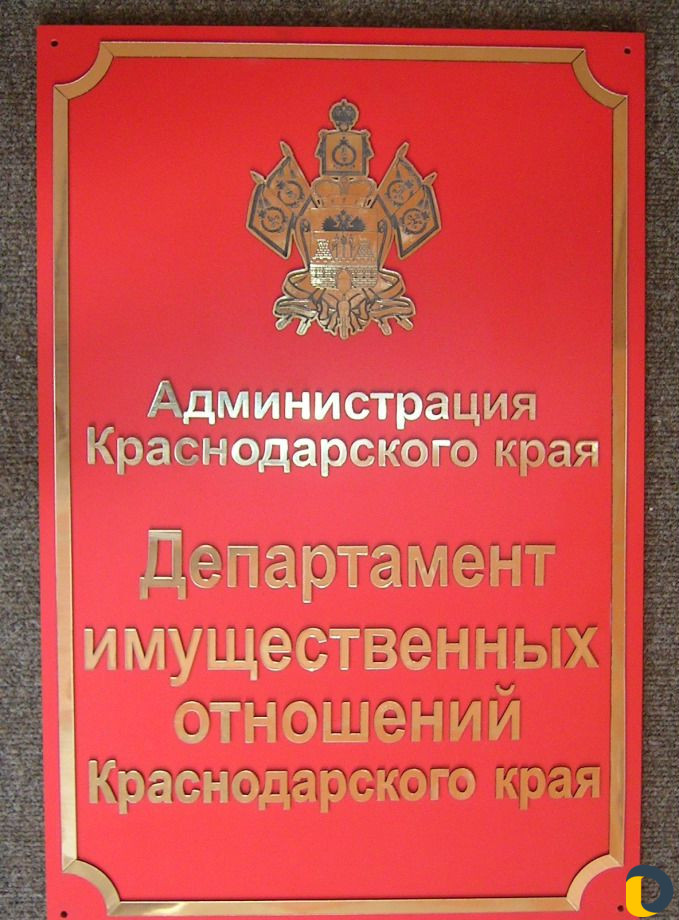 Администрация
Краснодарского края
Департамент
имущественных
отношений
Краснодарского края